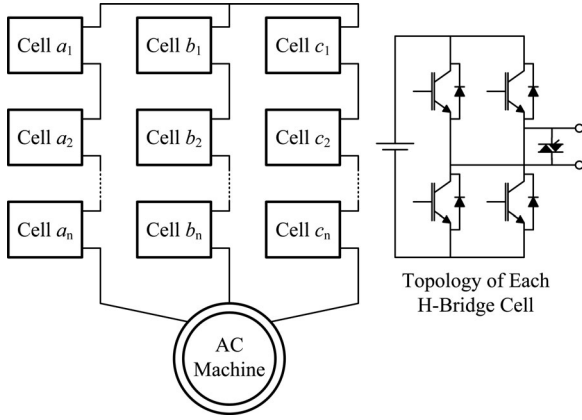 Cell a₁
Cell b₁
Cell c₁
Cell a₂
Cell b₂
Cell c₂
Cell aₙ
Cell bₙ
Cell cₙ
AC
Machine
Topology of Each
H-Bridge Cell